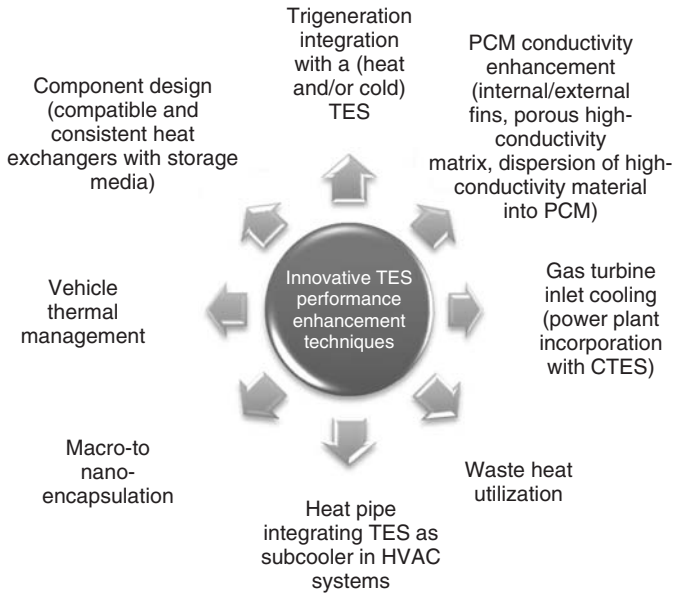 Trigeneration
integration
with a (heat
and/or cold)
TES
PCM conductivity
enhancement
(internal/external
fins, porous high-
conductivity
matrix, dispersion of high-
conductivity material
into PCM)
Gas turbine
inlet cooling
(power plant
incorporation
with CTES)
Waste heat
utilization
Heat pipe
integrating TES as
subcooler in HVAC
systems
Macro-to
nano-
encapsulation
Vehicle
thermal
management
Component design
(compatible and
consistent heat
exchangers with storage
media)
Innovative TES
performance
enhancement
techniques